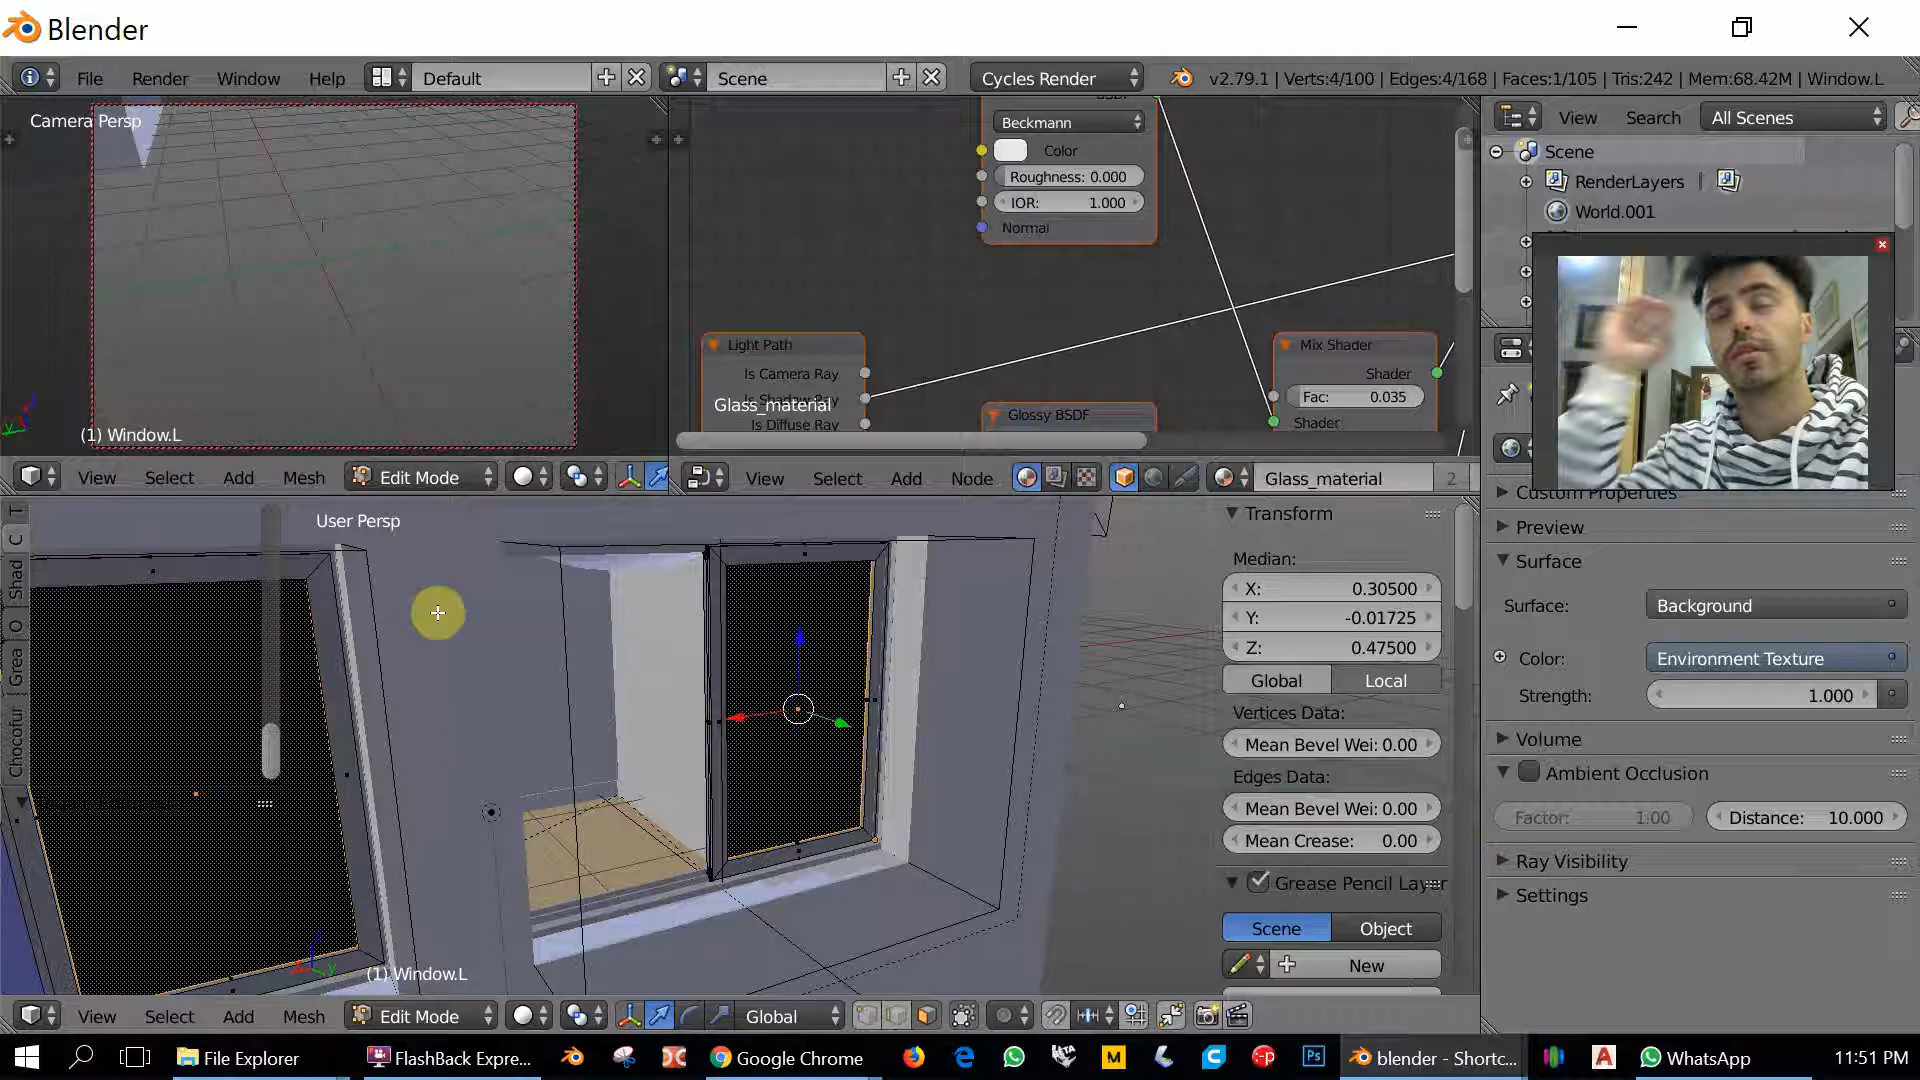 Blender
File Render Window Help Default Scene Cycles Render v2.79.1 | Verts:4/100 | Edges:4/168 | Faces:1/105 | Tris:242 | Mem:68.42M | Window.L
Camera Persp
(1) Window.L
View Select Add Mesh Edit Mode
Beckmann
Color
Roughness: 0.000
IOR: 1.000
Normal
Light Path
Is Camera Ray
Is Shadow Ray
Is Diffuse Ray
Glass_material
Glossy BSDF
Mix Shader
Shader
Fac: 0.035
Shader
View Select Add Node Glass_material 2
View Search All Scenes
Scene
RenderLayers
World.001
Custom Properties
Preview
Surface
Surface: Background
Color: Environment Texture
Strength: 1.000
Volume
Ambient Occlusion
Factor: 1.00 Distance: 10.000
Ray Visibility
Settings
T
C
Shad
O
Grea
Chocofur
User Persp
(1) Window.L
Transform
Median:
X: 0.30500
Y: -0.01725
Z: 0.47500
Global Local
Vertices Data:
Mean Bevel Wei: 0.00
Edges Data:
Mean Bevel Wei: 0.00
Mean Crease: 0.00
Grease Pencil Layer
Scene Object
New
View Select Add Mesh Edit Mode Global
File Explorer FlashBack Expre... Google Chrome blender - Shortc... WhatsApp 11:51 PM